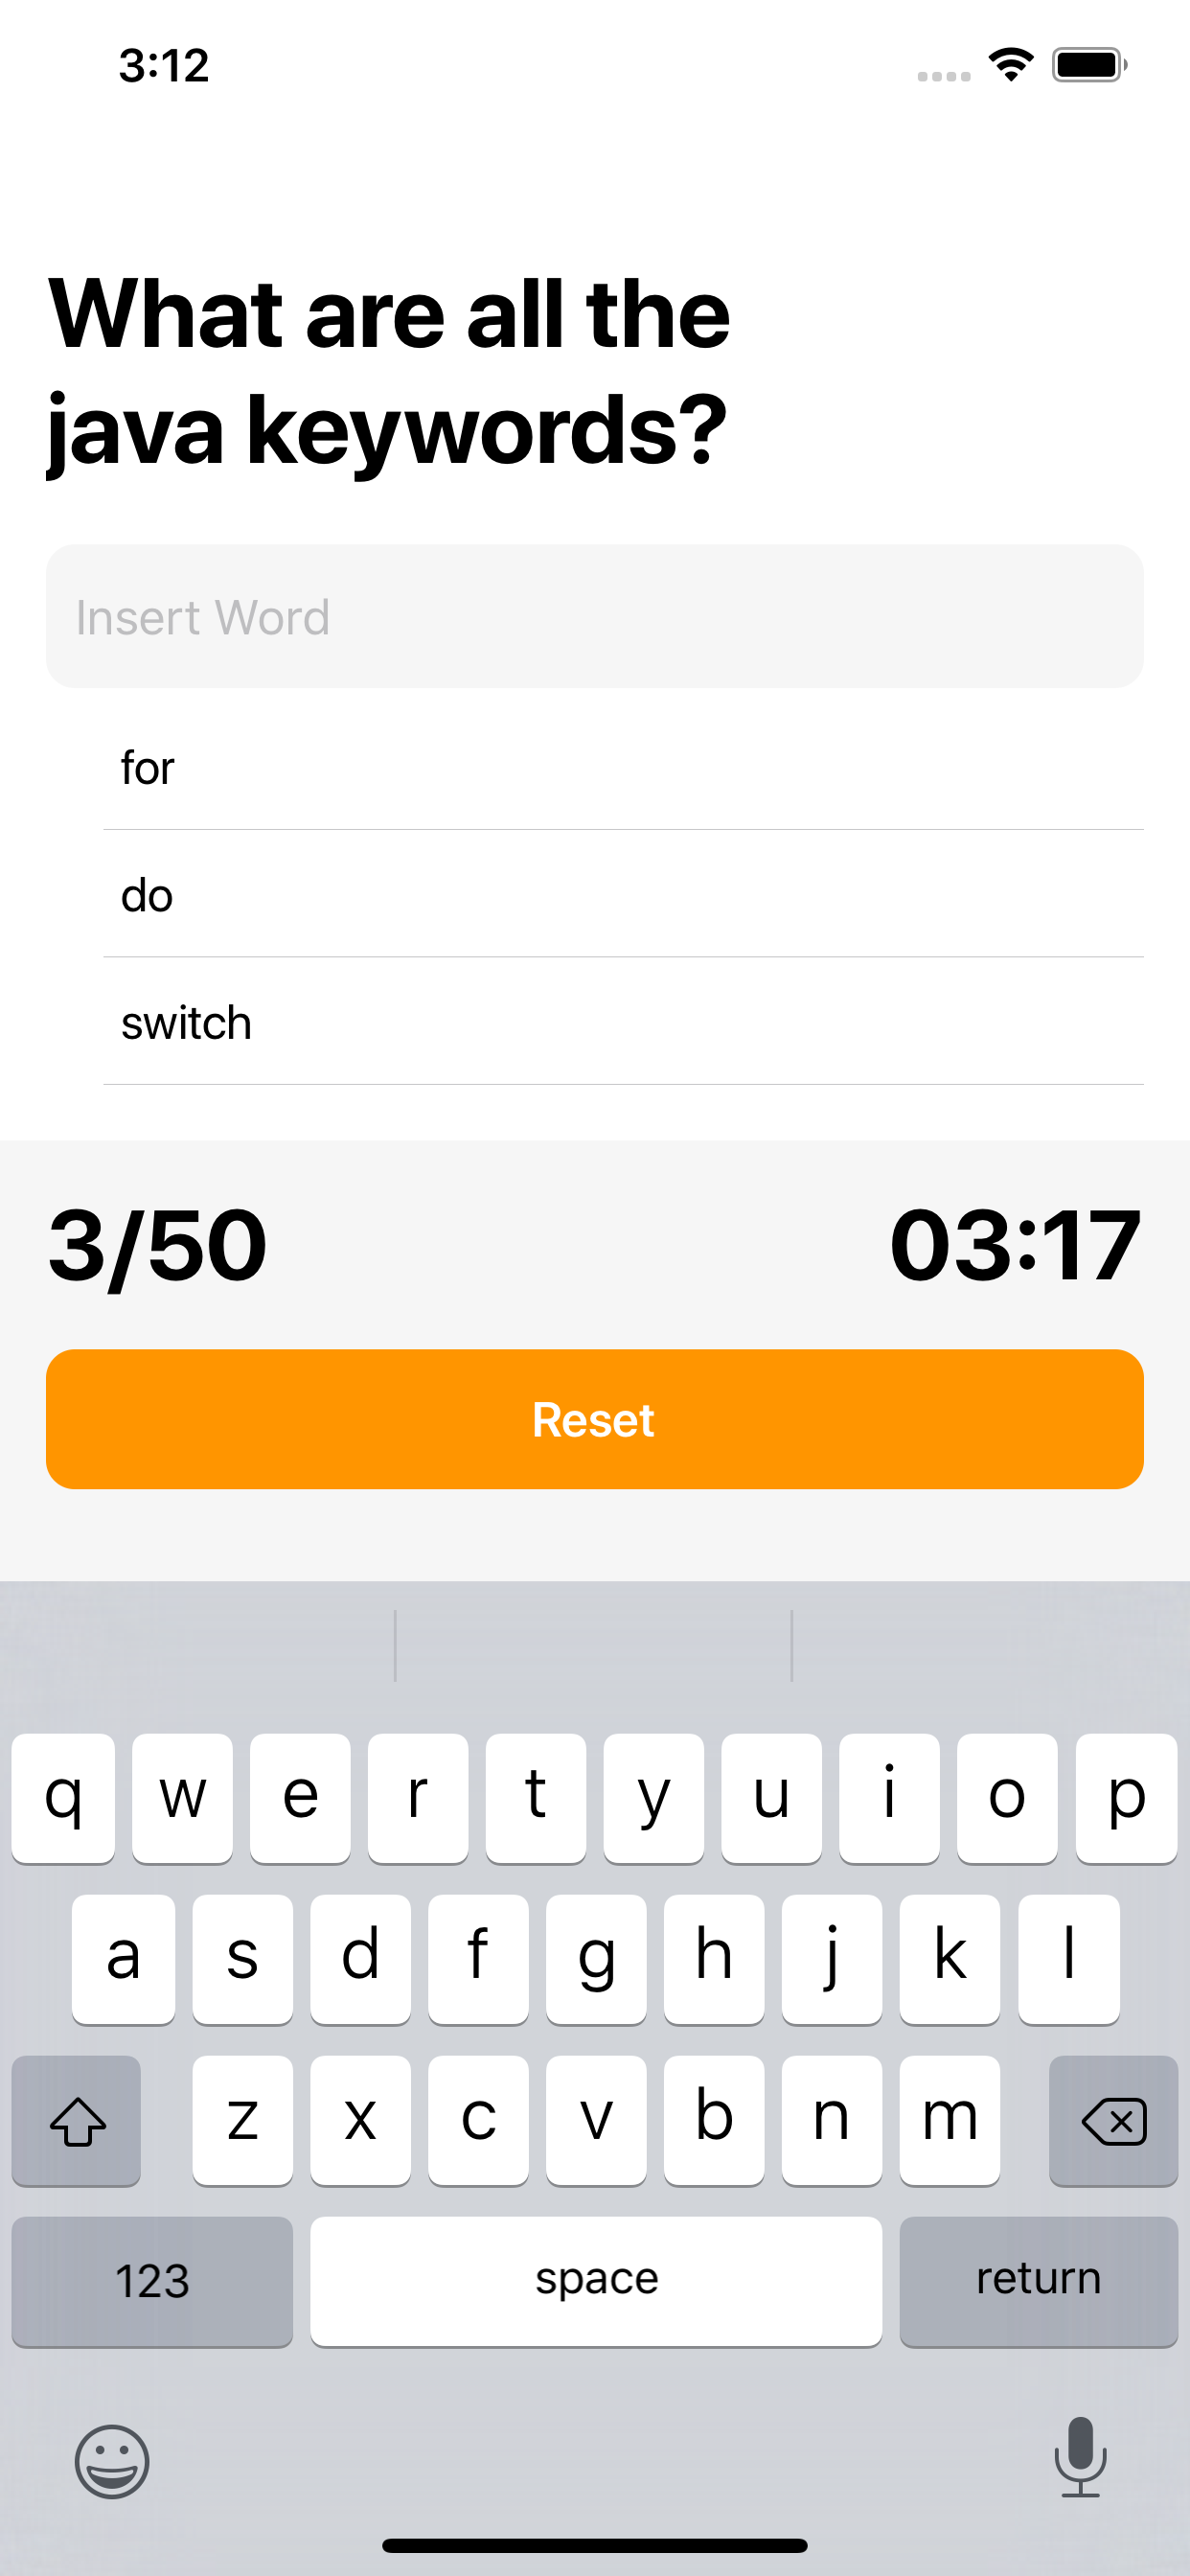 3:12
What are all the
java keywords?
Insert Word
for
do
switch
3/50 03:17
Reset
q w e r t y u i o p
a s d f g h j k l
z x c v b n m
123 space return